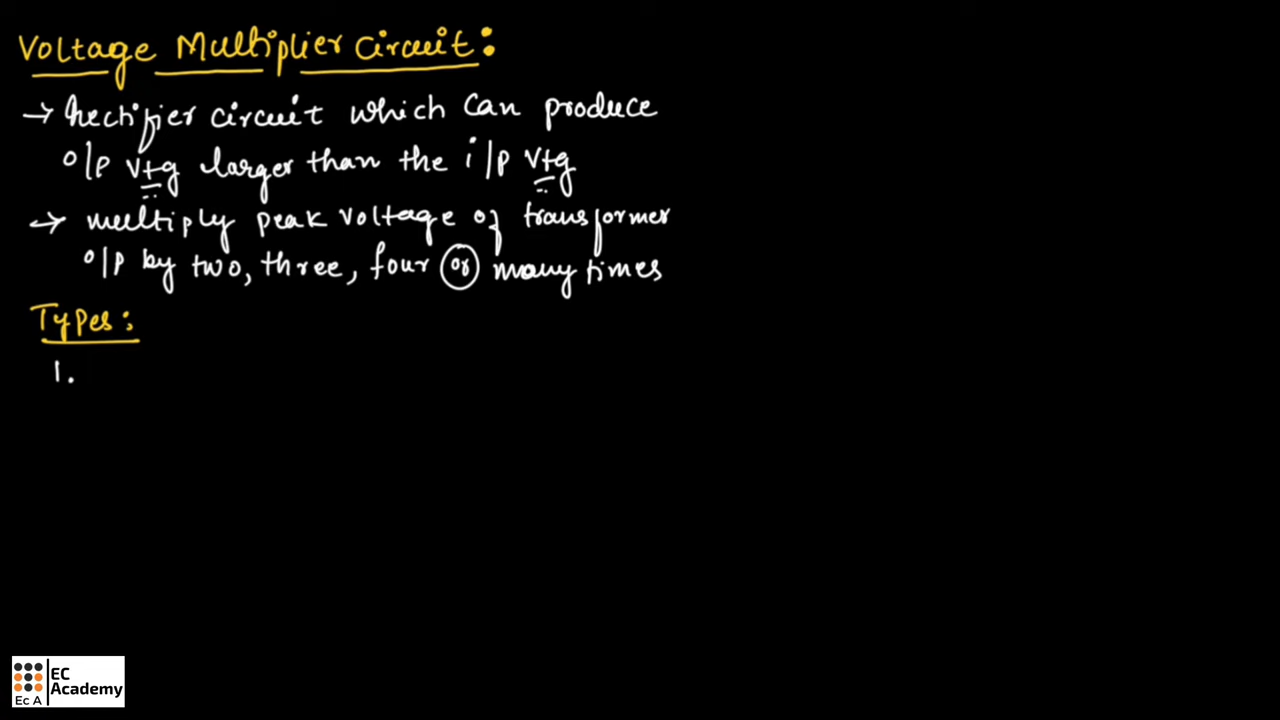 Voltage Multiplier Circuit:
→ Rectifier circuit which can produce
o/p vtg larger than the i/p vtg
→ multiply peak voltage of transformer
o/p by two, three, four or many times
Types:
1.
EC
Academy
Ec A